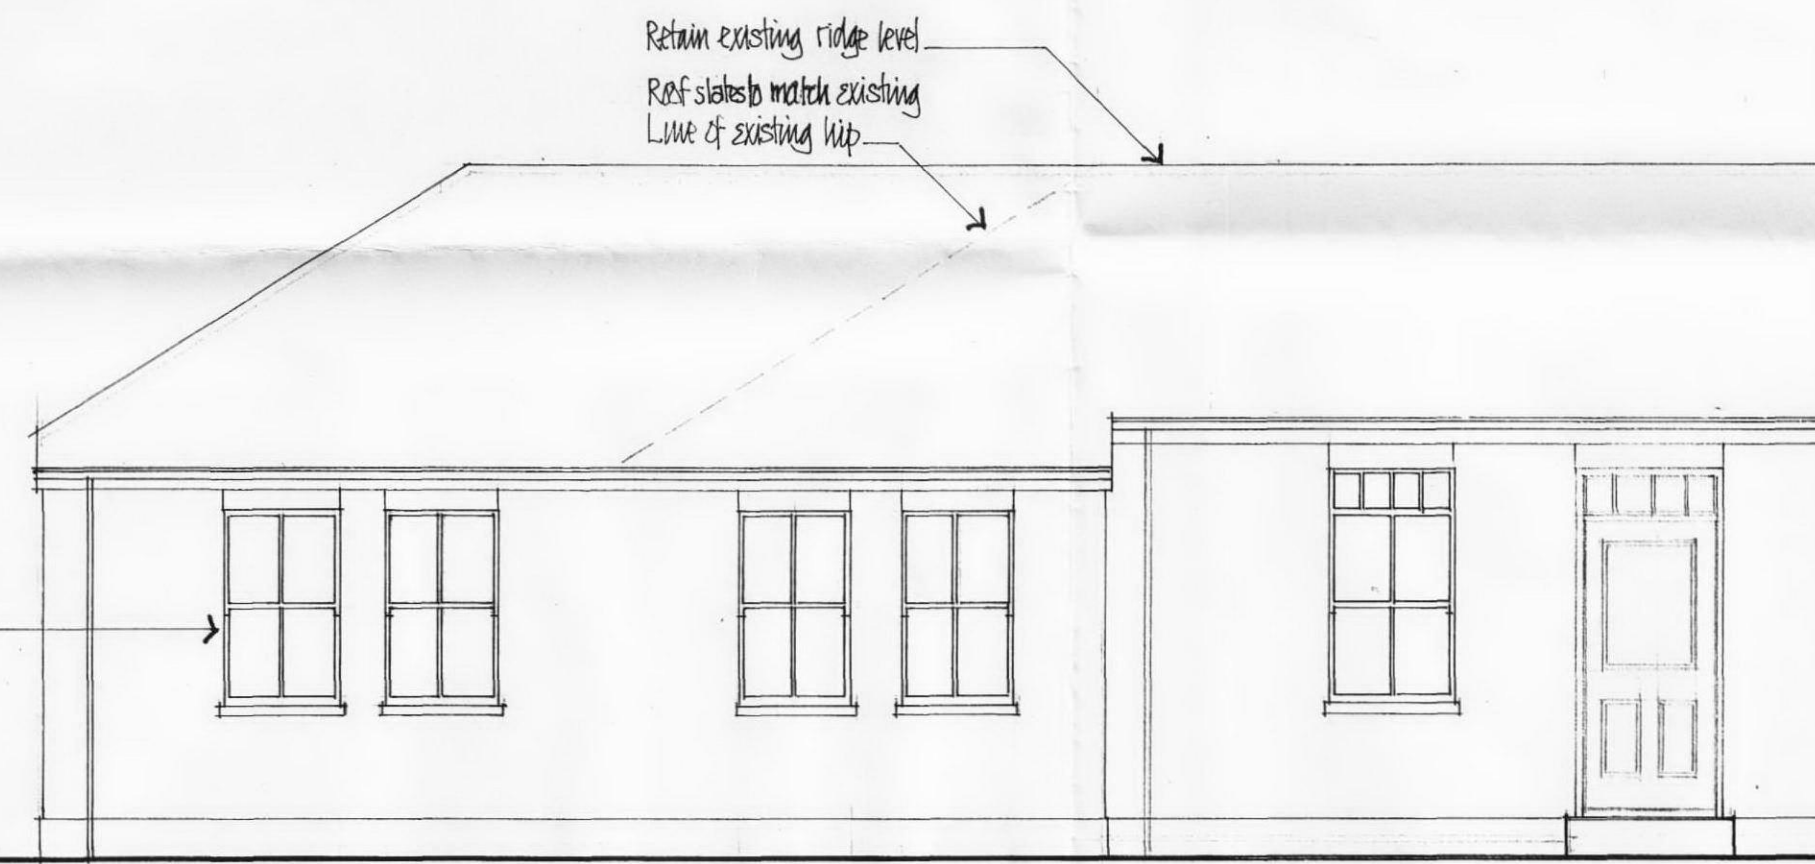 Retain existing ridge level
Roof slates to match existing
Line of existing hip